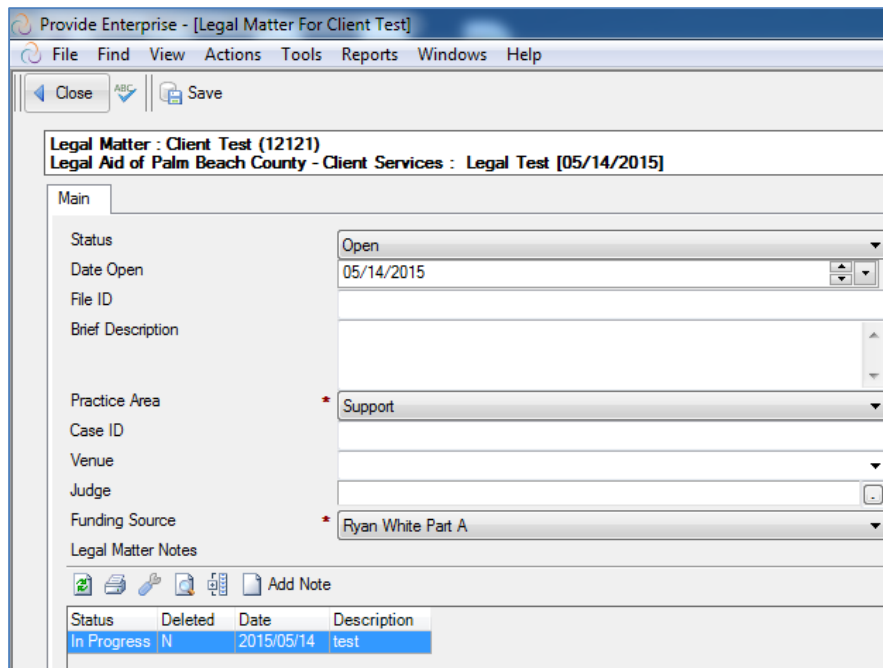 Provide Enterprise - [Legal Matter For Client Test]
File Find View Actions Tools Reports Windows Help
Close ABC Save
Legal Matter : Client Test (12121)
Legal Aid of Palm Beach County - Client Services : Legal Test [05/14/2015]
Main
Status Open
Date Open 05/14/2015
File ID
Brief Description
Practice Area * Support
Case ID
Venue
Judge .
Funding Source * Ryan White Part A
Legal Matter Notes
Add Note
Status Deleted Date Description
In Progress N 2015/05/14 test